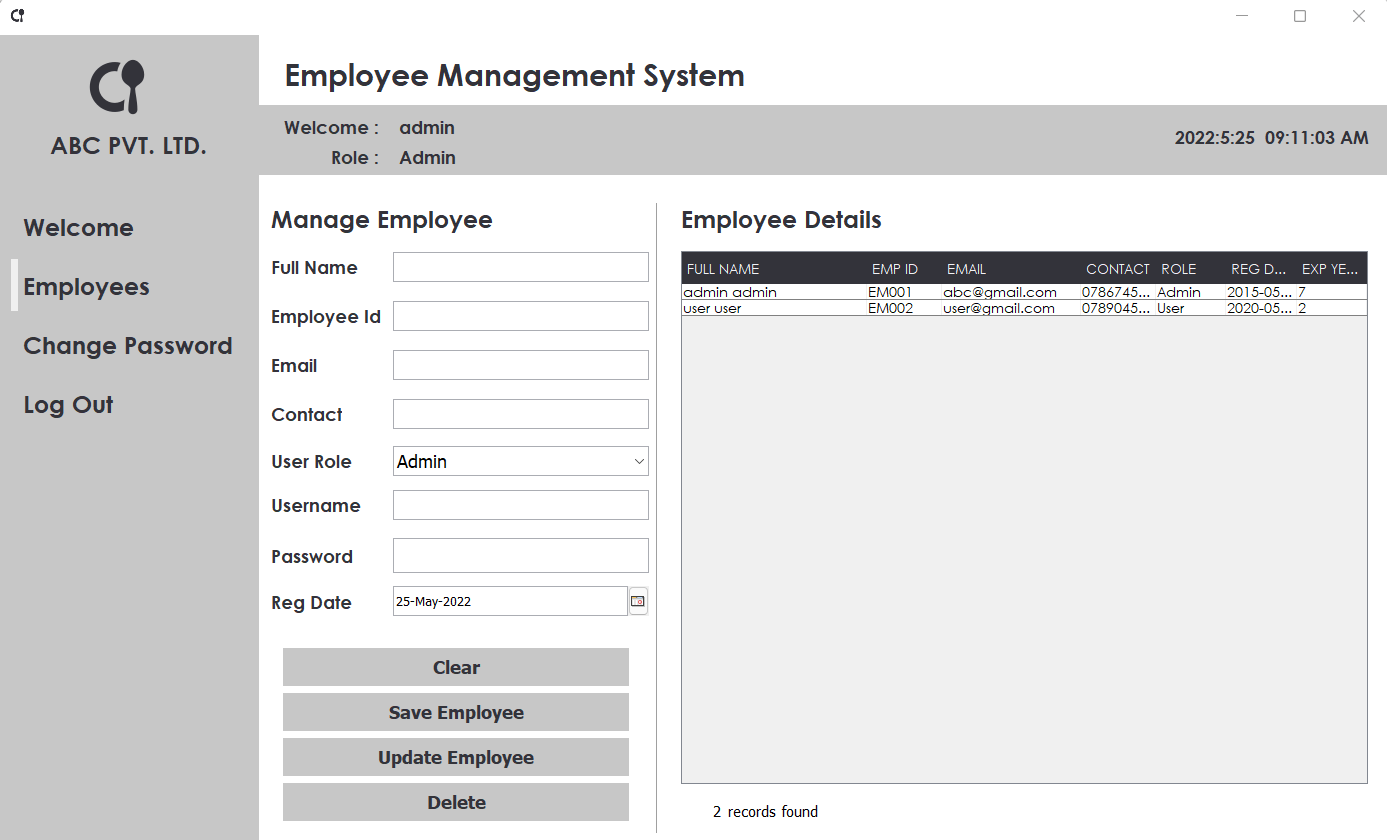 Employee Management System
ABC PVT. LTD.
Welcome : admin
Role : Admin
2022:5:25 09:11:03 AM
Welcome
Employees
Change Password
Log Out
Manage Employee
Full Name
Employee Id
Email
Contact
User Role Admin
Username
Password
Reg Date 25-May-2022
Clear
Save Employee
Update Employee
Delete
Employee Details
FULL NAME EMP ID EMAIL CONTACT ROLE REG D... EXP YE...
admin admin EM001 abc@gmail.com 0786745... Admin 2015-05... 7
user user EM002 user@gmail.com 0789045... User 2020-05... 2
2 records found